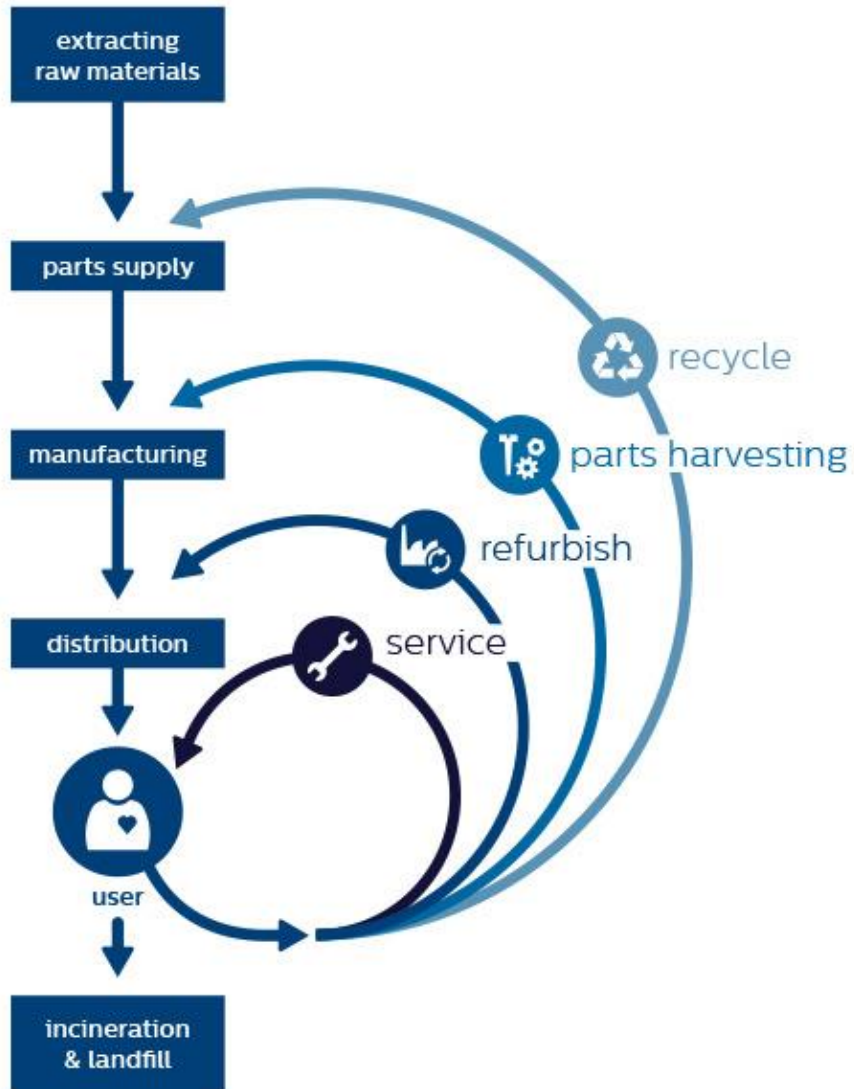 extracting
raw materials
parts supply
recycle
manufacturing
parts harvesting
refurbish
distribution
service
user
incineration
& landfill